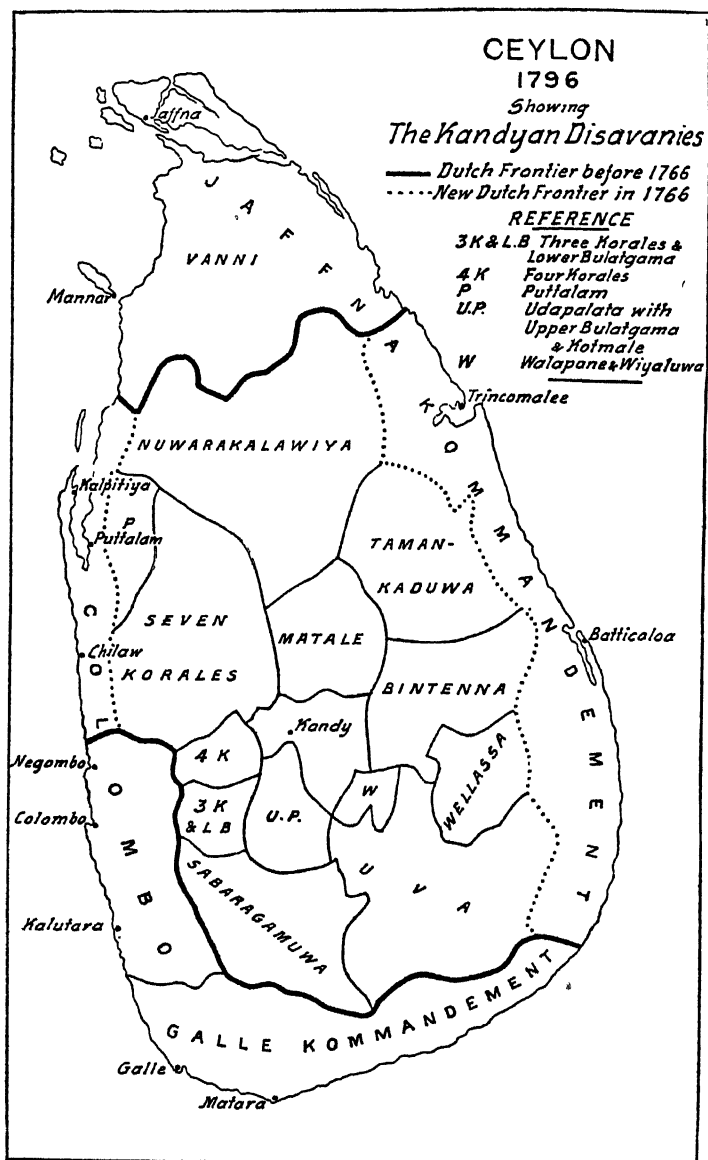 CEYLON
1796
Showing
The Kandyan Disavanies
Dutch Frontier before 1766
New Dutch Frontier in 1766
REFERENCE
3K & L.B Three Korales &
Lower Bulatgama
4 K Four Korales
P Puttalam
U.P. Udapalata with
Upper Bulatgama
& Kotmale
W Walapane & Wiyaluwa
Jaffna
JAFFNA KOMMANDEMENT
VANNI
Mannar
Trincomalee
NUWARAKALAWIYA
Kalpitiya
P
Puttalam
TAMAN-
KADUWA
COLOMBO
SEVEN
KORALES
MATALE
Batticaloa
Chilaw
BINTENNA
Kandy
4 K
Negombo
WELLASSA
W
3 K
& L B
U.P.
Colombo
UVA
SABARAGAMUWA
Kalutara
GALLE KOMMANDEMENT
Galle
Matara